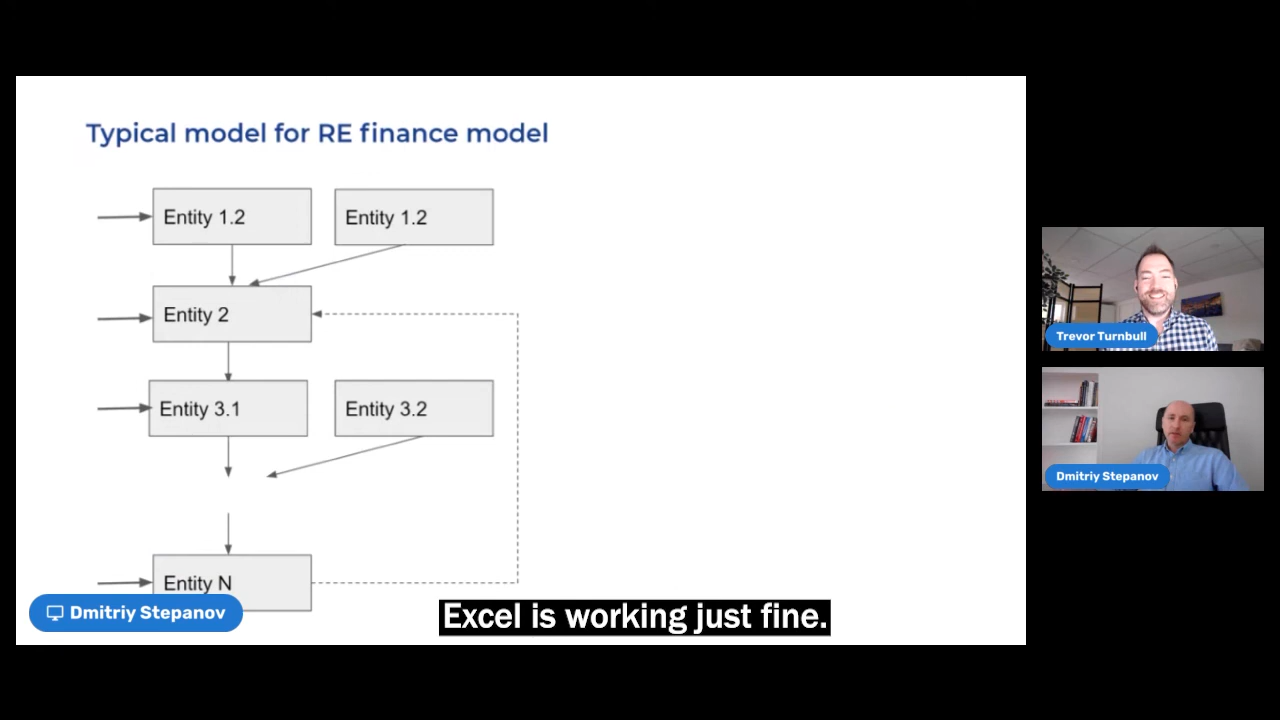 Typical model for RE finance model
Entity 1.2
Entity 1.2
Entity 2
Entity 3.1
Entity 3.2
Entity N
Dmitriy Stepanov
Excel is working just fine.
Trevor Turnbull
Dmitriy Stepanov